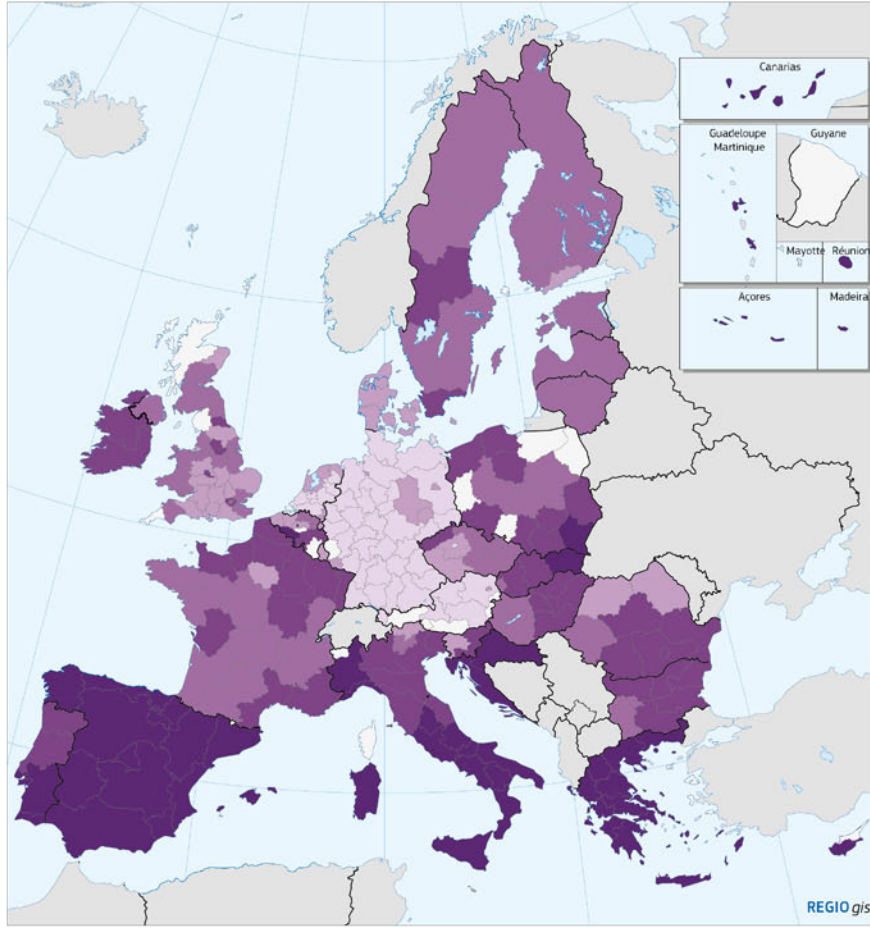 Canarias
Guadeloupe
Martinique
Guyane
Mayotte
Réunion
Açores
Madeira
REGIOgis